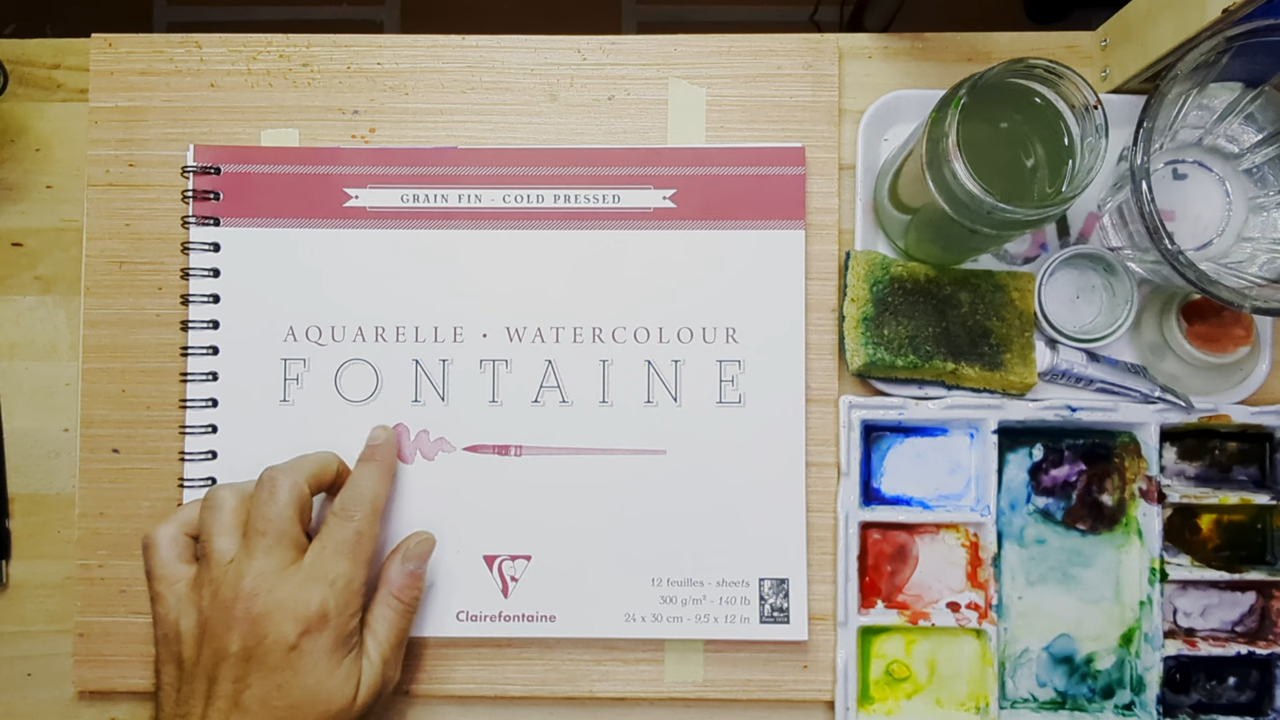 GRAIN FIN - COLD PRESSED
AQUARELLE • WATERCOLOUR
FONTAINE
Clairefontaine
12 feuilles - sheets
300 g/m² - 140 lb
24 x 30 cm - 9.5 x 12 in